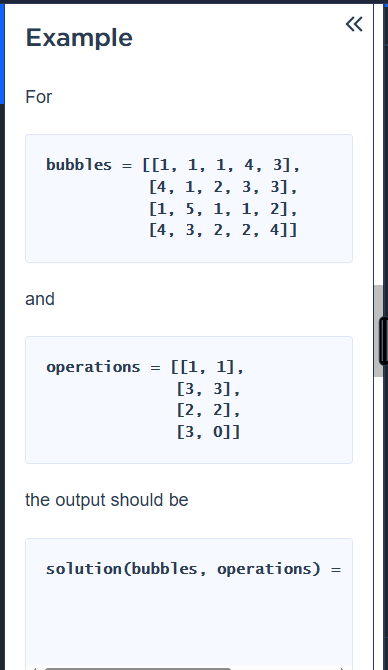 Example
For
bubbles = [[1, 1, 1, 4, 3],
[4, 1, 2, 3, 3],
[1, 5, 1, 1, 2],
[4, 3, 2, 2, 4]]
and
operations = [[1, 1],
[3, 3],
[2, 2],
[3, 0]]
the output should be
solution(bubbles, operations) =